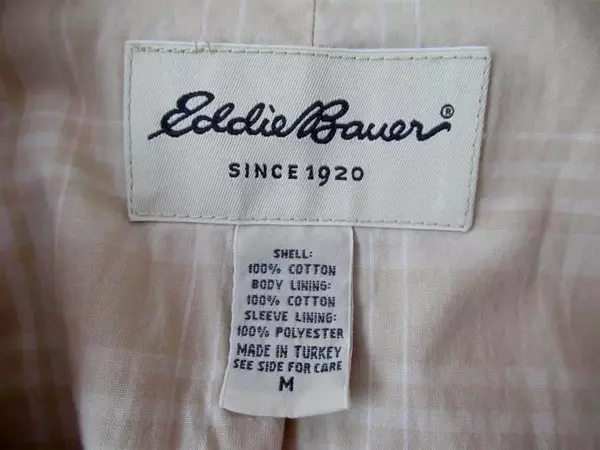 Eddie Bauer®
SINCE 1920
SHELL:
100% COTTON
BODY LINING:
100% COTTON
SLEEVE LINING:
100% POLYESTER
MADE IN TURKEY
SEE SIDE FOR CARE
M